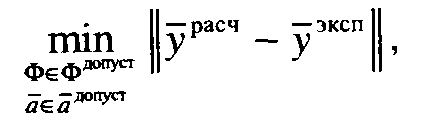 min ‖y̅ расч − y̅ эксп‖,
Φ∈Φ допуст
a̅∈a̅ допуст